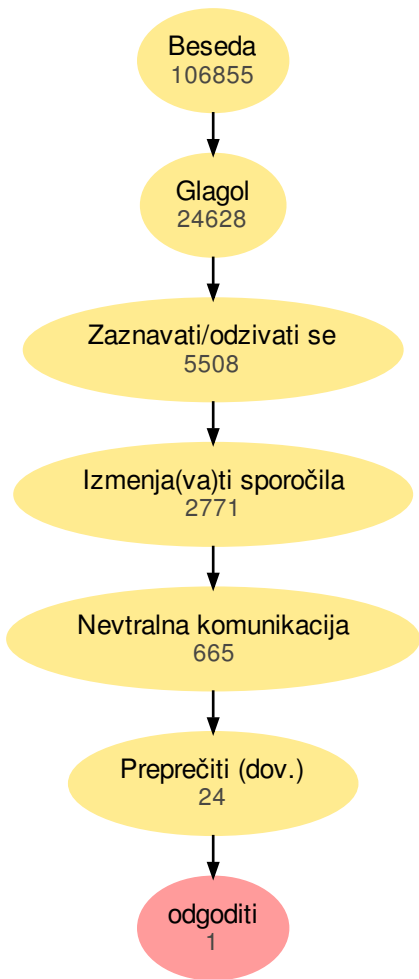 Beseda
106855
Glagol
24628
Zaznavati/odzivati se
5508
Izmenja(va)ti sporočila
2771
Nevtralna komunikacija
665
Preprečiti (dov.)
24
odgoditi
1